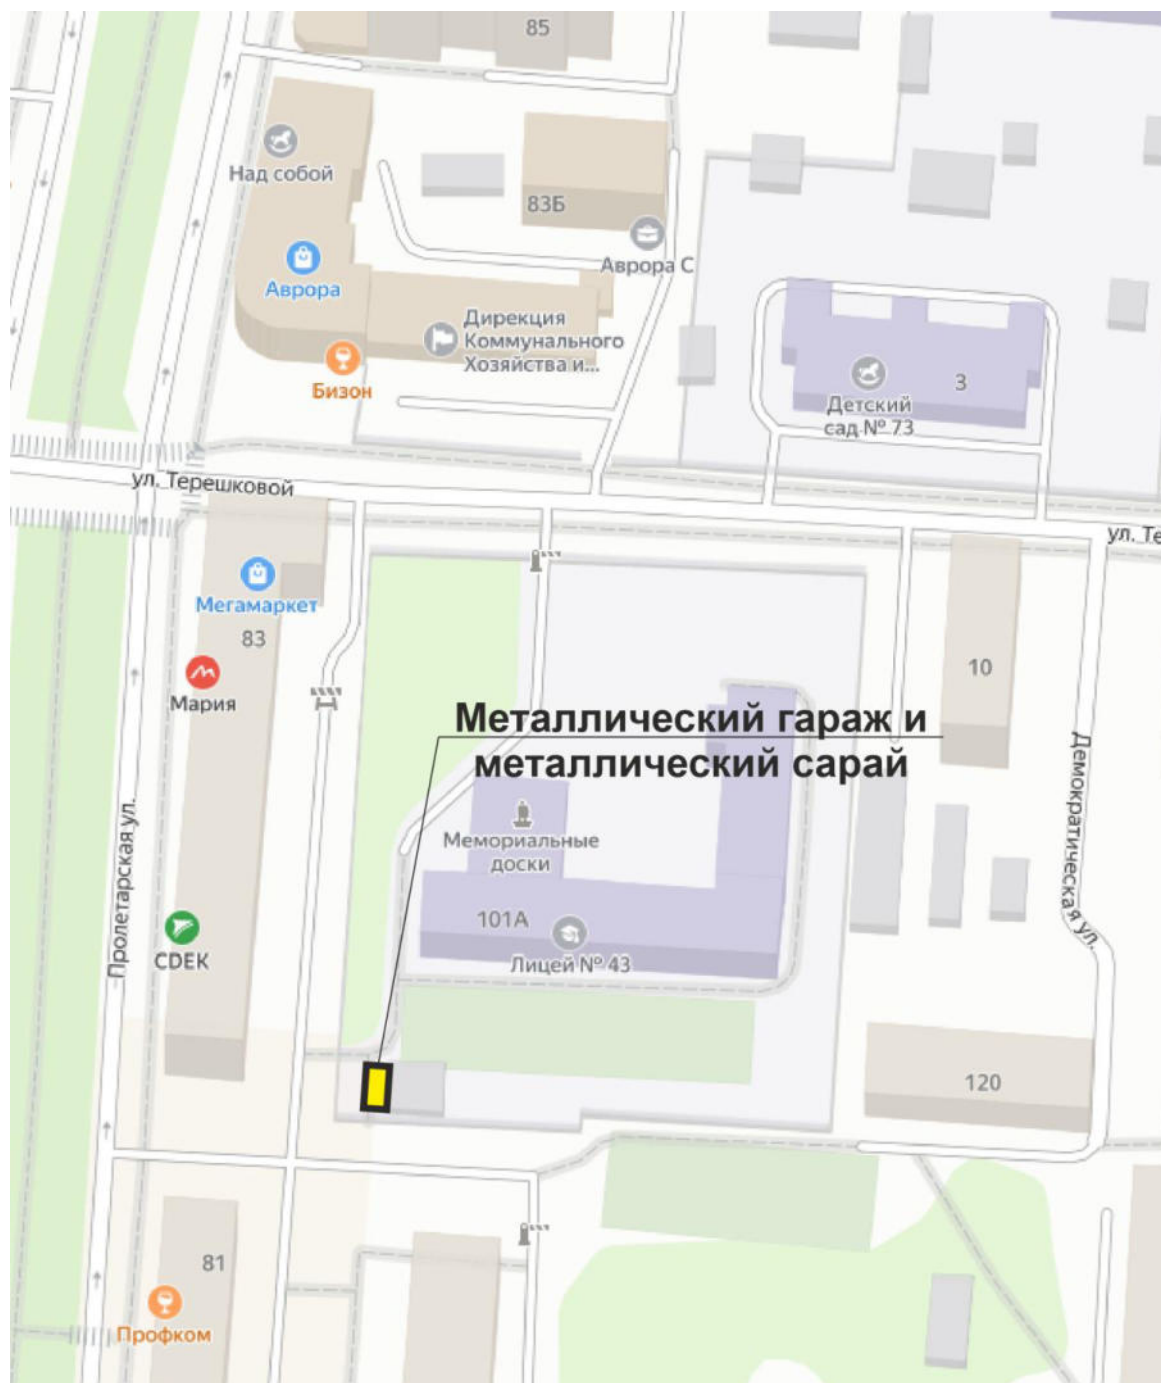 85
Над собой
83Б
Аврора С
Аврора
Дирекция
Коммунального
Хозяйства и...
Бизон
3
Детский
сад № 73
ул. Терешковой
ул. Те
Мегамаркет
83
10
Мария
Металлический гараж и
металлический сарай
Демократическая ул.
Пролетарская ул.
Мемориальные
доски
101А
Лицей № 43
CDEK
120
81
Профком